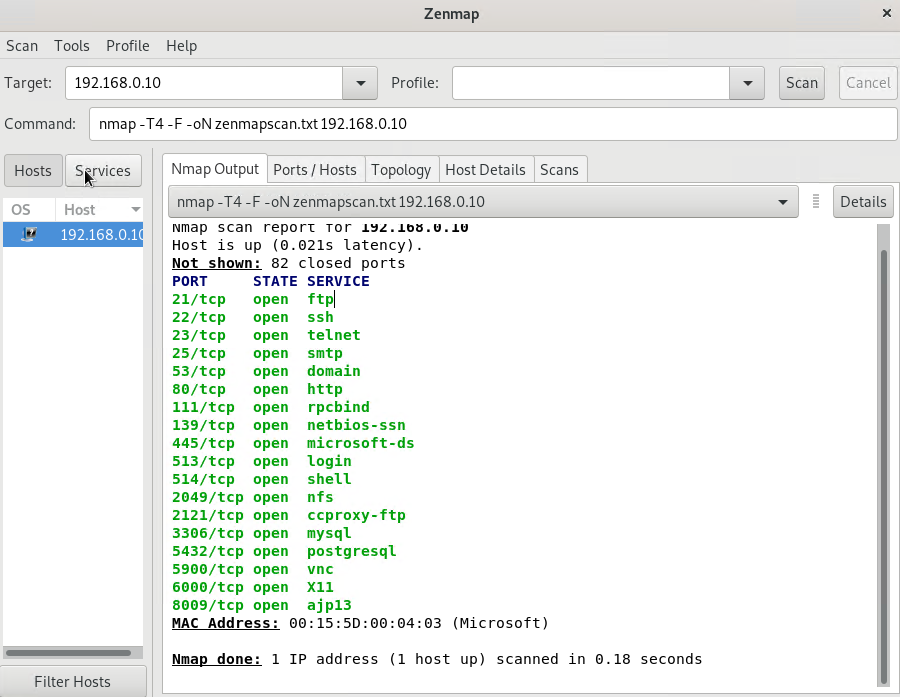 Zenmap
Scan Tools Profile Help
Target: 192.168.0.10 Profile: Scan Cancel
Command: nmap -T4 -F -oN zenmapscan.txt 192.168.0.10
Hosts Services
Nmap Output Ports / Hosts Topology Host Details Scans
OS Host
192.168.0.10
nmap -T4 -F -oN zenmapscan.txt 192.168.0.10 Details
Nmap scan report for 192.168.0.10
Host is up (0.021s latency).
Not shown: 82 closed ports
PORT STATE SERVICE
21/tcp open ftp
22/tcp open ssh
23/tcp open telnet
25/tcp open smtp
53/tcp open domain
80/tcp open http
111/tcp open rpcbind
139/tcp open netbios-ssn
445/tcp open microsoft-ds
513/tcp open login
514/tcp open shell
2049/tcp open nfs
2121/tcp open ccproxy-ftp
3306/tcp open mysql
5432/tcp open postgresql
5900/tcp open vnc
6000/tcp open X11
8009/tcp open ajp13
MAC Address: 00:15:5D:00:04:03 (Microsoft)
Nmap done: 1 IP address (1 host up) scanned in 0.18 seconds
Filter Hosts